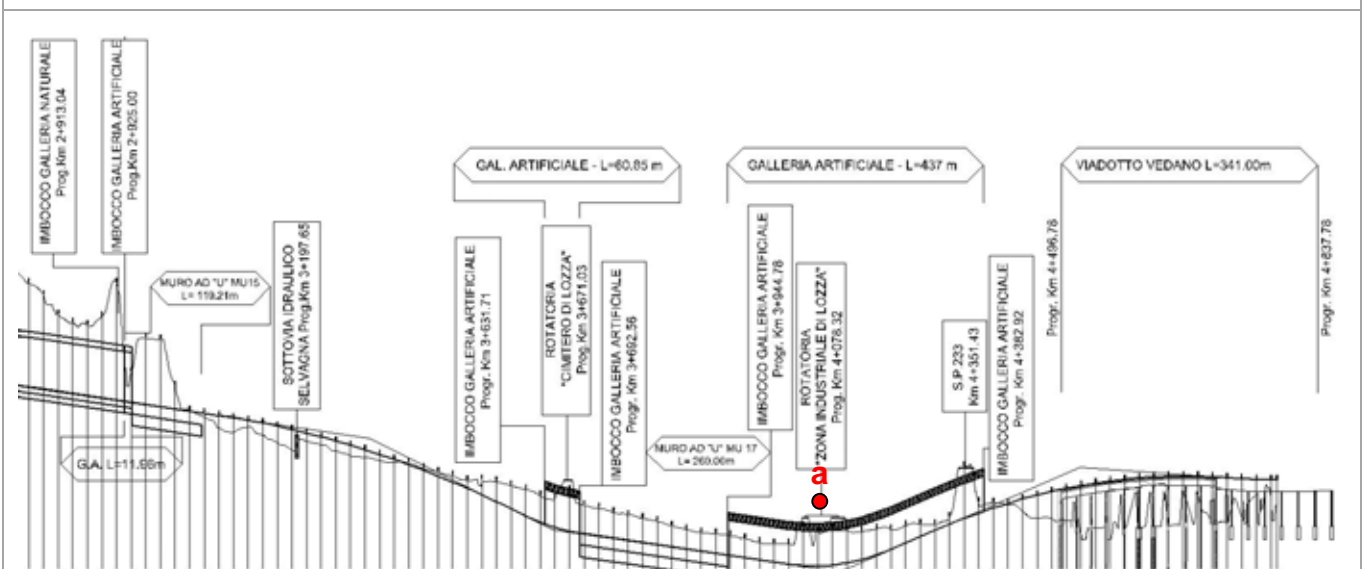 IMBOCCO GALLERIA NATURALE
Prog.Km 2+913.04
IMBOCCO GALLERIA ARTIFICIALE
Prog.Km 2+925.00
MURO AD "U" MU15
L= 119.21m
G.A. L=11.96m
SOTTOVIA IDRAULICO
SELVAGNA Prog.Km 3+197.65
GAL. ARTIFICIALE - L=60.85 m
IMBOCCO GALLERIA ARTIFICIALE
Progr. Km 3+631.71
ROTATORIA
"CIMITERO DI LOZZA"
Prog.Km 3+671.03
IMBOCCO GALLERIA ARTIFICIALE
Progr. Km 3+692.56
MURO AD "U" MU 17
L= 260.00m
GALLERIA ARTIFICIALE - L=437 m
IMBOCCO GALLERIA ARTIFICIALE
Progr. Km 3+944.78
ROTATORIA
"ZONA INDUSTRIALE DI LOZZA"
Prog. Km 4+078.32
a
S.P.233
Km 4+351.43
IMBOCCO GALLERIA ARTIFICIALE
Progr. Km 4+382.92
VIADOTTO VEDANO L=341.00m
Progr. Km 4+496.78
Progr. Km 4+837.78